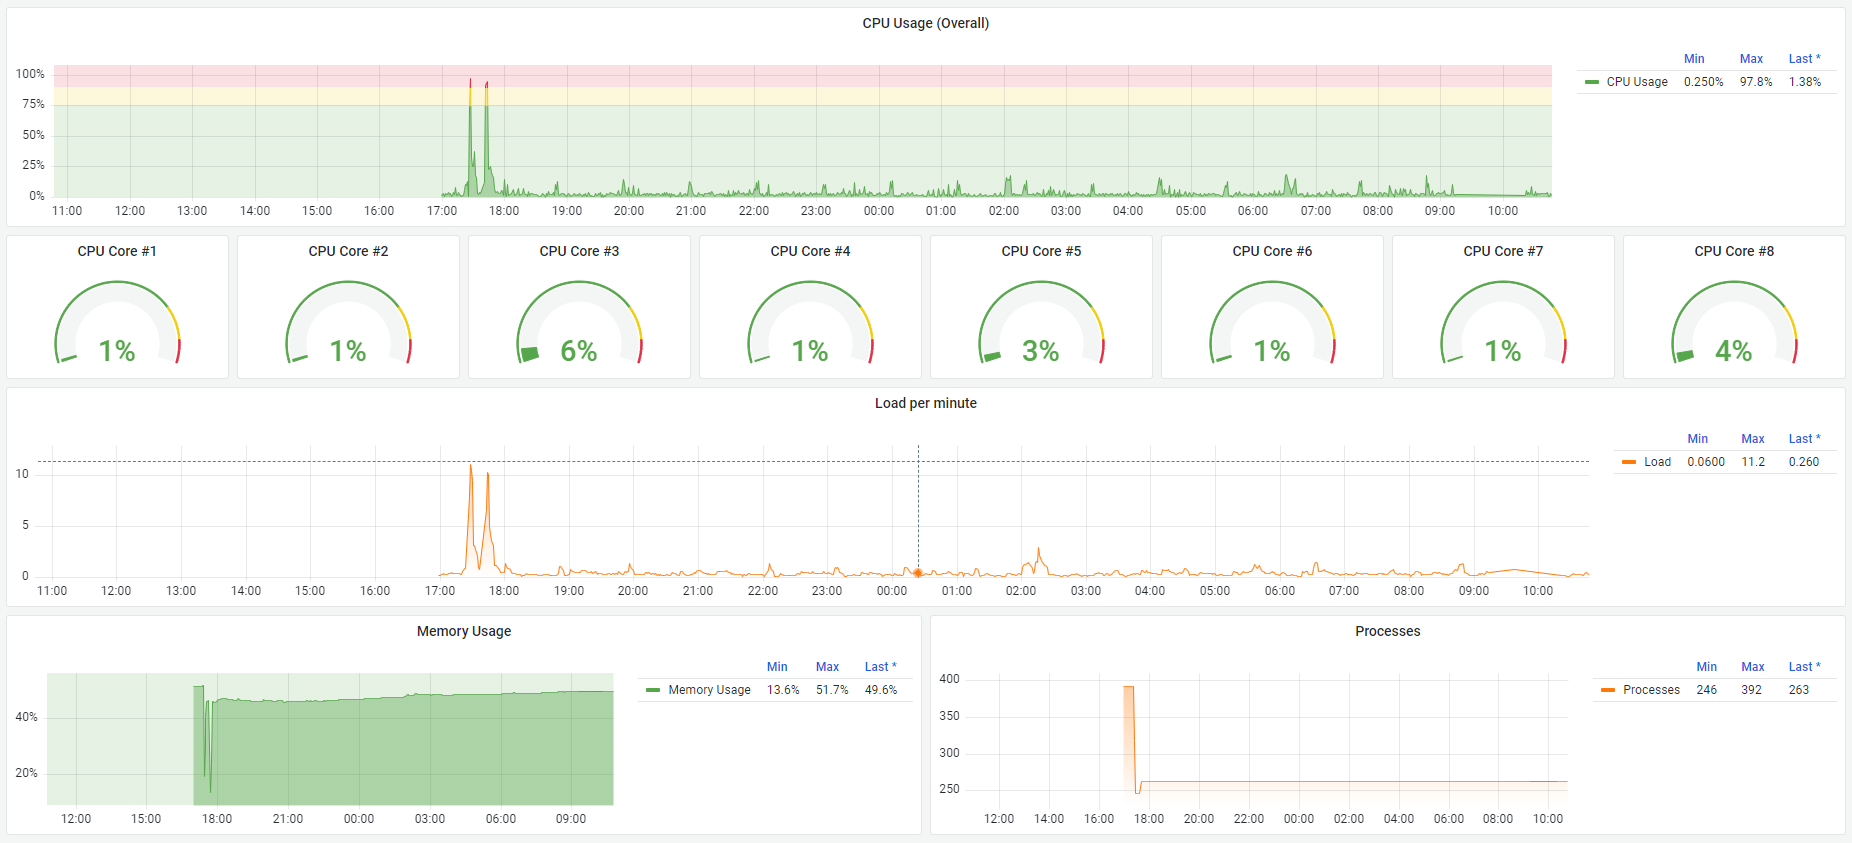 CPU Usage (Overall)
Min Max Last *
CPU Usage 0.250% 97.8% 1.38%
100%
75%
50%
25%
0%
11:00 12:00 13:00 14:00 15:00 16:00 17:00 18:00 19:00 20:00 21:00 22:00 23:00 00:00 01:00 02:00 03:00 04:00 05:00 06:00 07:00 08:00 09:00 10:00
CPU Core #1 CPU Core #2 CPU Core #3 CPU Core #4 CPU Core #5 CPU Core #6 CPU Core #7 CPU Core #8
1% 1% 6% 1% 3% 1% 1% 4%
Load per minute
Min Max Last *
Load 0.0600 11.2 0.260
10
5
0
11:00 12:00 13:00 14:00 15:00 16:00 17:00 18:00 19:00 20:00 21:00 22:00 23:00 00:00 01:00 02:00 03:00 04:00 05:00 06:00 07:00 08:00 09:00 10:00
Memory Usage
Min Max Last *
Memory Usage 13.6% 51.7% 49.6%
40%
20%
12:00 15:00 18:00 21:00 00:00 03:00 06:00 09:00
Processes
Min Max Last *
Processes 246 392 263
400
350
300
250
12:00 14:00 16:00 18:00 20:00 22:00 00:00 02:00 04:00 06:00 08:00 10:00